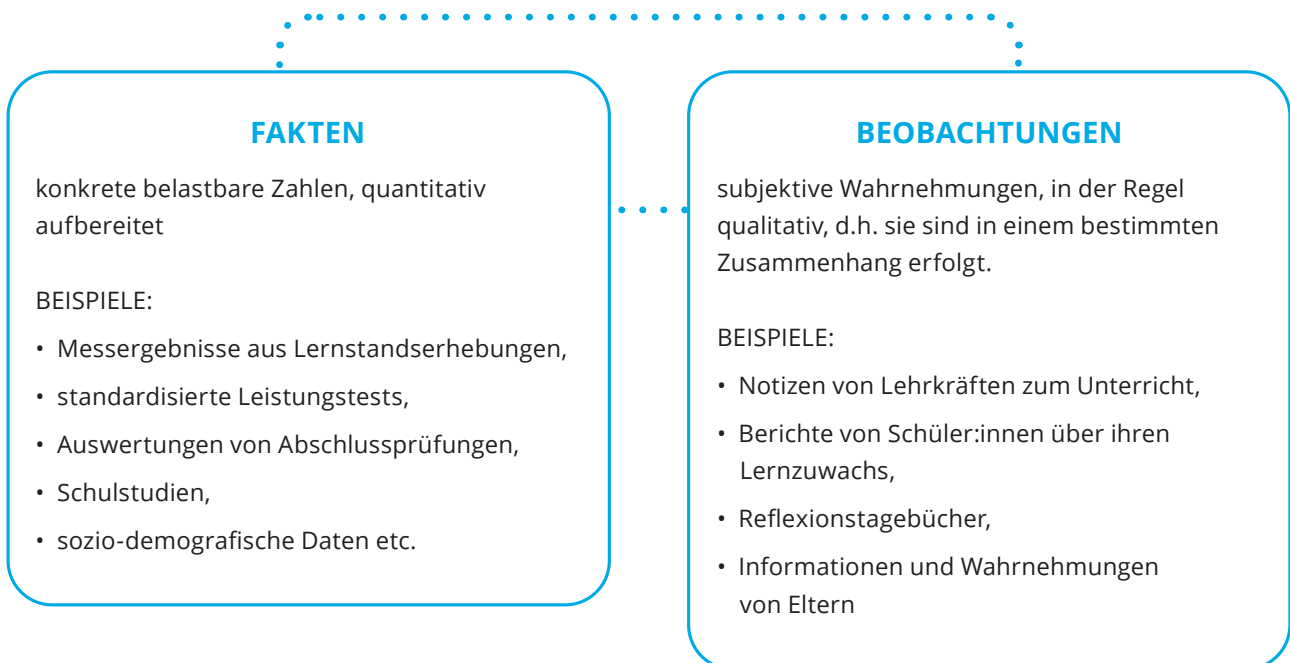 FAKTEN
konkrete belastbare Zahlen, quantitativ
aufbereitet
BEISPIELE:
• Messergebnisse aus Lernstandserhebungen,
• standardisierte Leistungstests,
• Auswertungen von Abschlussprüfungen,
• Schulstudien,
• sozio-demografische Daten etc.
BEOBACHTUNGEN
subjektive Wahrnehmungen, in der Regel
qualitativ, d.h. sie sind in einem bestimmten
Zusammenhang erfolgt.
BEISPIELE:
• Notizen von Lehrkräften zum Unterricht,
• Berichte von Schüler:innen über ihren
Lernzuwachs,
• Reflexionstagebücher,
• Informationen und Wahrnehmungen
von Eltern